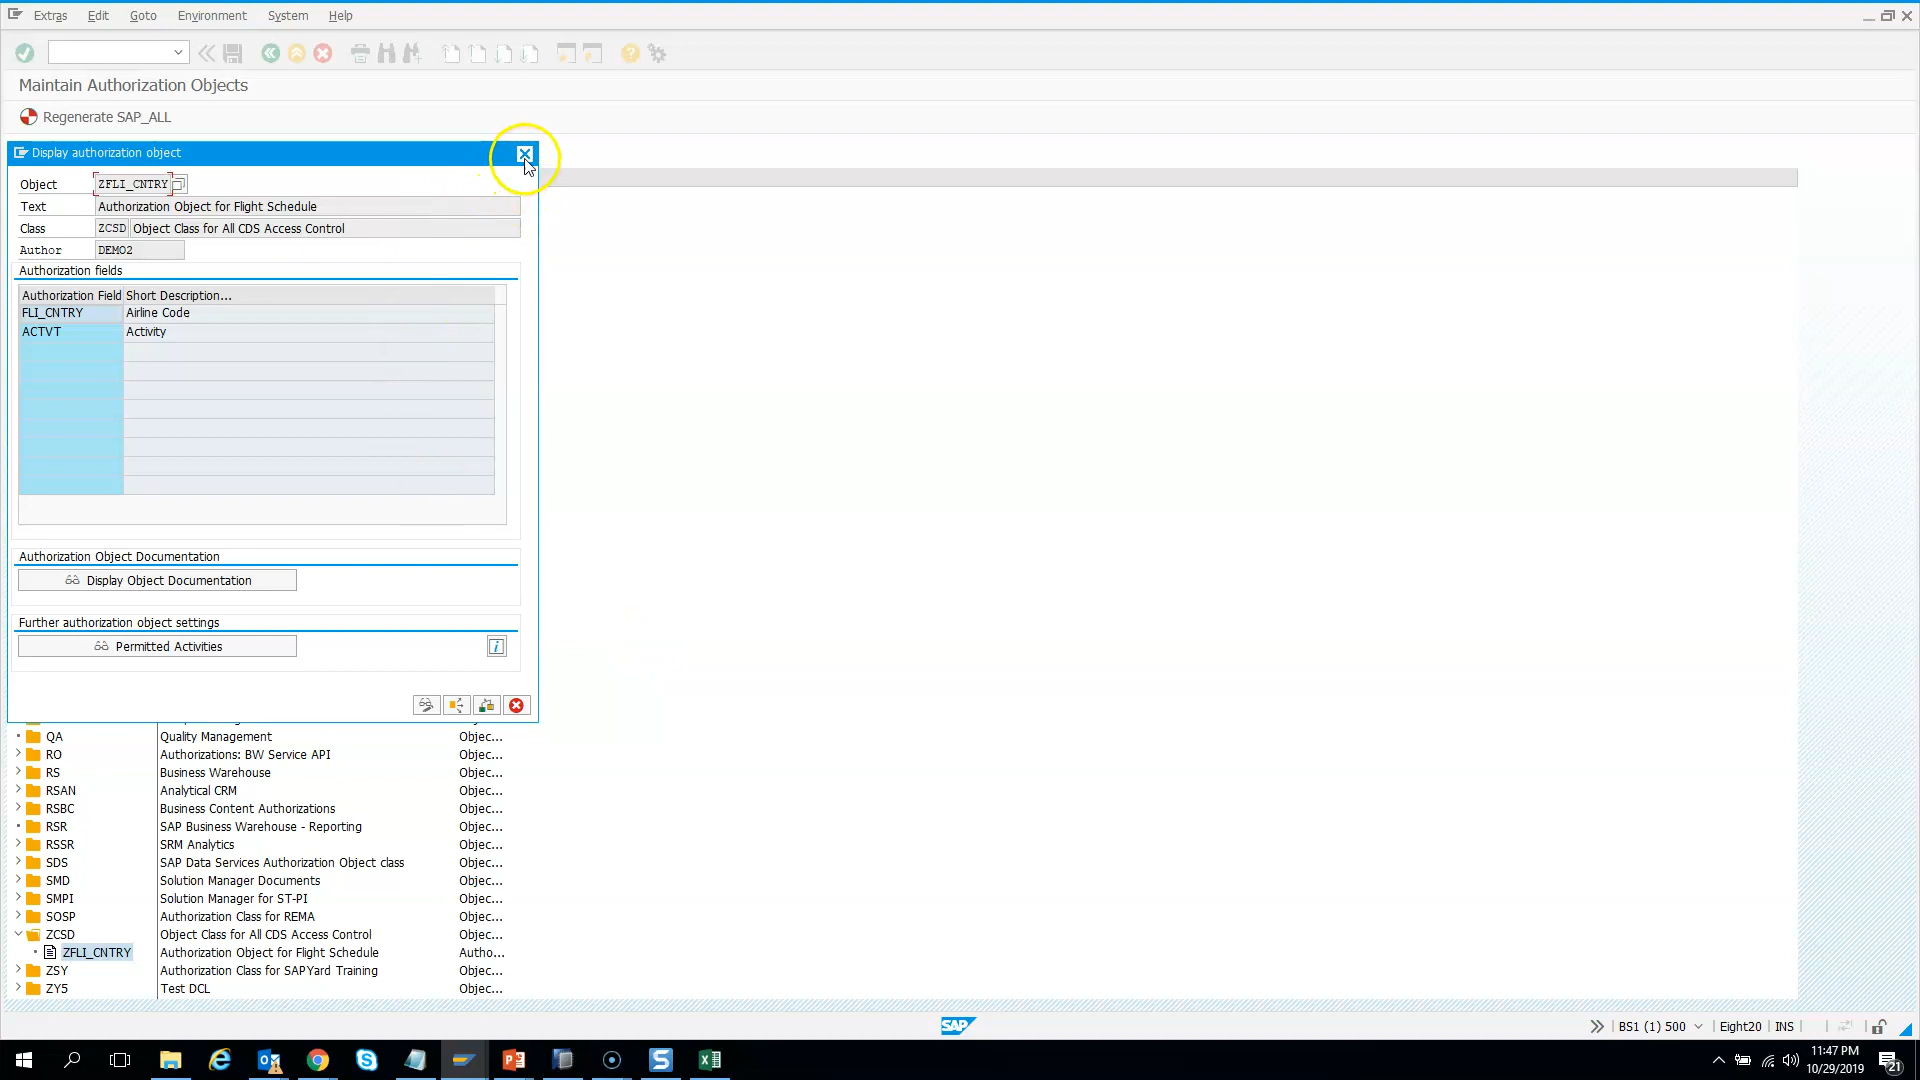 Extras Edit Goto Environment System Help
Maintain Authorization Objects
Regenerate SAP_ALL
Display authorization object
Object ZFLI_CNTRY
Text Authorization Object for Flight Schedule
Class ZCSD Object Class for All CDS Access Control
Author DEMO2
Authorization fields
Authorization Field Short Description...
FLI_CNTRY Airline Code
ACTVT Activity
Authorization Object Documentation
Display Object Documentation
Further authorization object settings
Permitted Activities
QA Quality Management Objec...
RO Authorizations: BW Service API Objec...
RS Business Warehouse Objec...
RSAN Analytical CRM Objec...
RSBC Business Content Authorizations Objec...
RSR SAP Business Warehouse - Reporting Objec...
RSSR SRM Analytics Objec...
SDS SAP Data Services Authorization Object class Objec...
SMD Solution Manager Documents Objec...
SMPI Solution Manager for ST-PI Objec...
SOSP Authorization Class for REMA Objec...
ZCSD Object Class for All CDS Access Control Objec...
ZFLI_CNTRY Authorization Object for Flight Schedule Autho...
ZSY Authorization Class for SAPYard Training Objec...
ZY5 Test DCL Objec...
SAP BS1 (1) 500 Eight20 INS
11:47 PM
10/29/2019
21